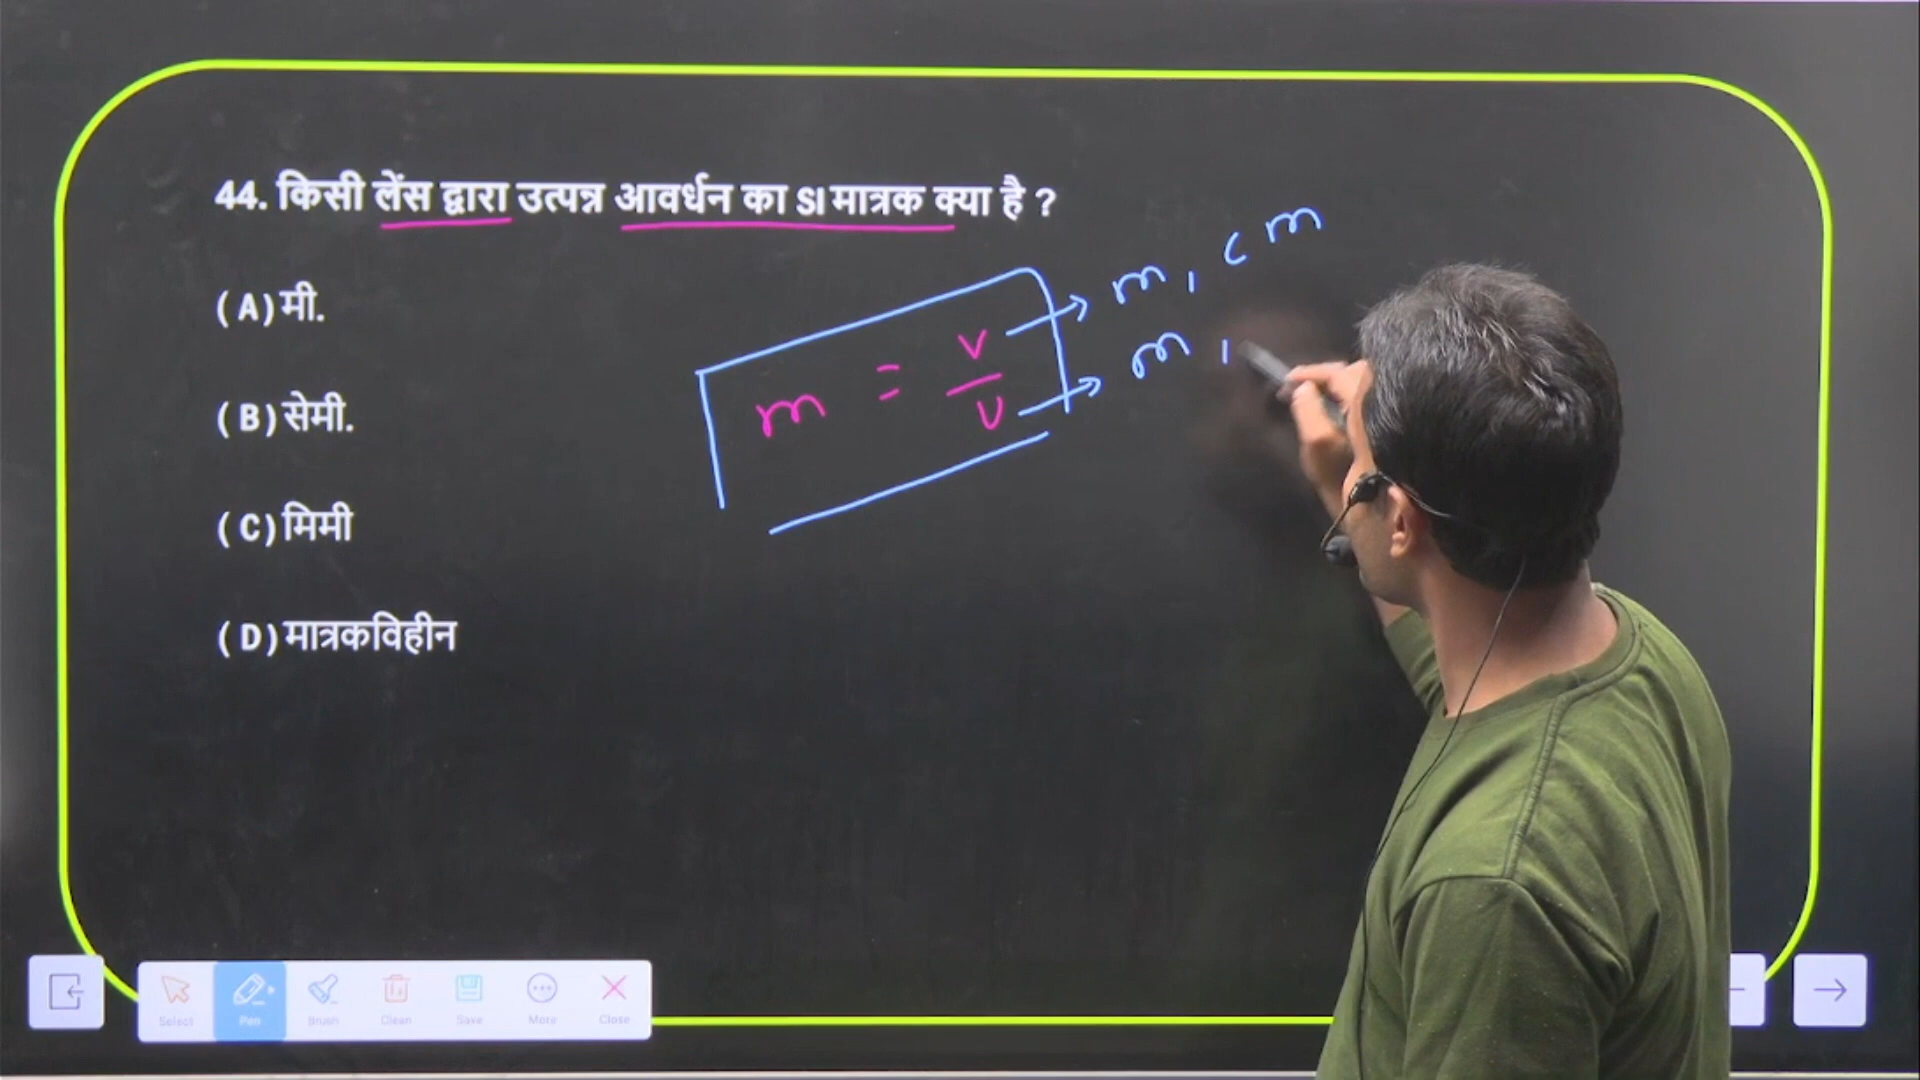 44. किसी लेंस द्वारा उत्पन्न आवर्धन का SI मात्रक क्या है ?
(A) मी.
(B) सेमी.
(C) मिमी
(D) मात्रकविहीन
m = v/u
m, cm
m,
Select
Pen
Brush
Clean
Save
More
Close